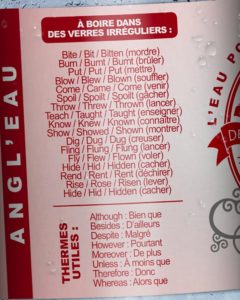 À BOIRE DANS
DES VERRES IRRÉGULIERS :
Bite / Bit / Bitten (mordre)
Burn / Burnt / Burnt (brûler)
Put / Put / Put (mettre)
Blow / Blew / Blown (souffler)
Come / Came / Come (venir)
Spoil / Spoilt / Spoilt (gâcher)
Throw / Threw / Thrown (lancer)
Teach / Taught / Taught (enseigner)
Know / Knew / Known (connaître)
Show / Showed / Shown (montrer)
Dig / Dug / Dug (creuser)
Fling / Flung / Flung (lancer)
Fly / Flew / Flown (voler)
Hide / Hid / Hidden (cacher)
Rend / Rent / Rent (déchirer)
Rise / Rose / Risen (lever)
Hide / Hid / Hidden (cacher)
ANGL'EAU
THERMES
UTILES :
Although : Bien que
Besides : D'ailleurs
Despite : Malgré
However : Pourtant
Moreover : De plus
Unless : À moins que
Therefore : Donc
Whereas : Alors que
L'EAU PO
DE